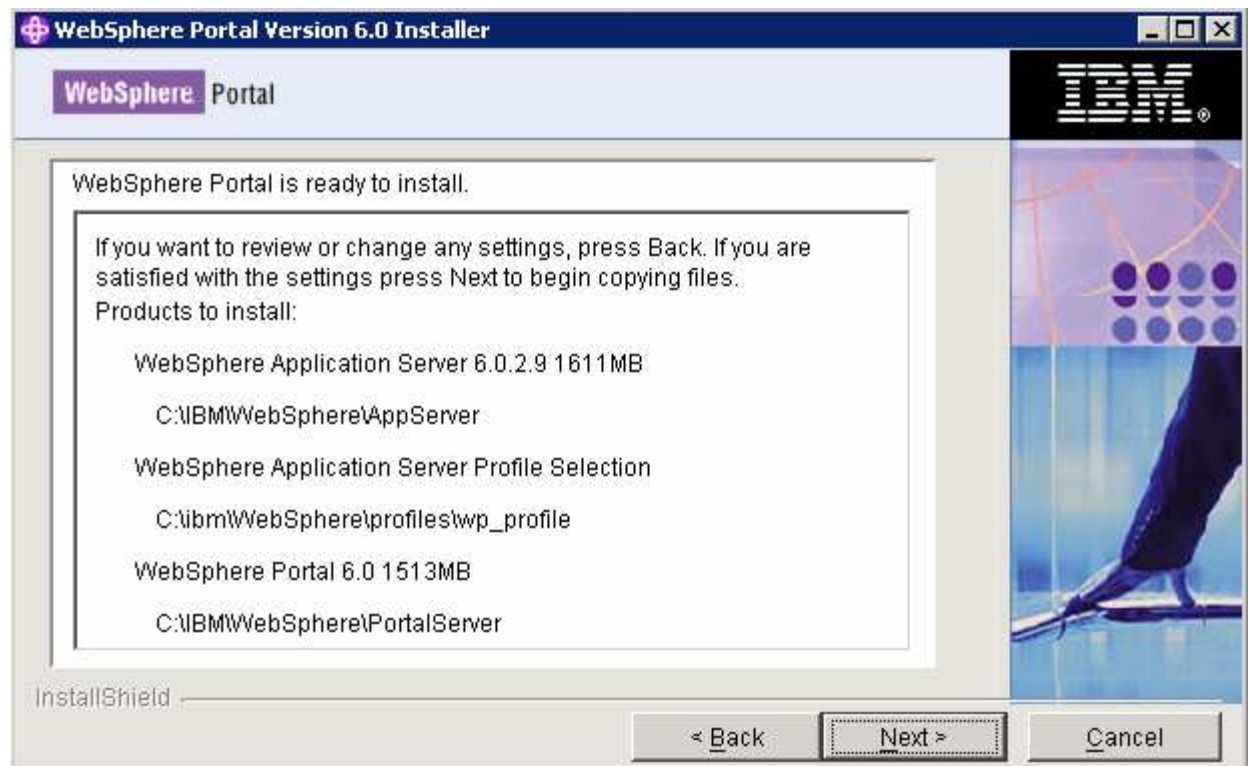 WebSphere Portal Version 6.0 Installer
WebSphere Portal
IBM®
WebSphere Portal is ready to install.
If you want to review or change any settings, press Back. If you are
satisfied with the settings press Next to begin copying files.
Products to install:
WebSphere Application Server 6.0.2.9 1611MB
C:\IBM\WebSphere\AppServer
WebSphere Application Server Profile Selection
C:\ibm\WebSphere\profiles\wp_profile
WebSphere Portal 6.0 1513MB
C:\IBM\WebSphere\PortalServer
InstallShield
< Back
Next >
Cancel